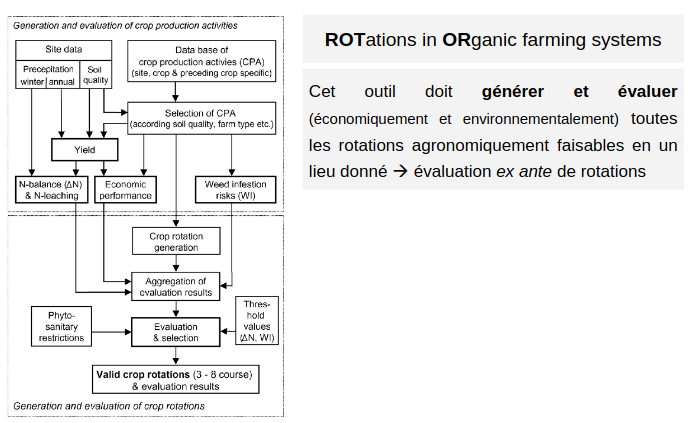 Generation and evaluation of crop production activities
Site data
Precepitation
winter annual
Soil
quality
Data base of
crop production activies (CPA)
(site, crop & preceding crop specific)
Selection of CPA
(according soil quality, farm type etc.)
Yield
N-balance (ΔN)
& N-leaching
Economic
performance
Weed infestion
risks (WI)
Crop rotation
generation
Aggregation of
evaluation results
Phyto-
sanitary
restrictions
Evaluation
& selection
Thres-
hold
values
(ΔN, WI)
Valid crop rotations (3 - 8 course)
& evaluation results
Generation and evaluation of crop rotations
ROTations in ORganic farming systems
Cet outil doit générer et évaluer
(économiquement et environnementalement) toutes
les rotations agronomiquement faisables en un
lieu donné → évaluation ex ante de rotations